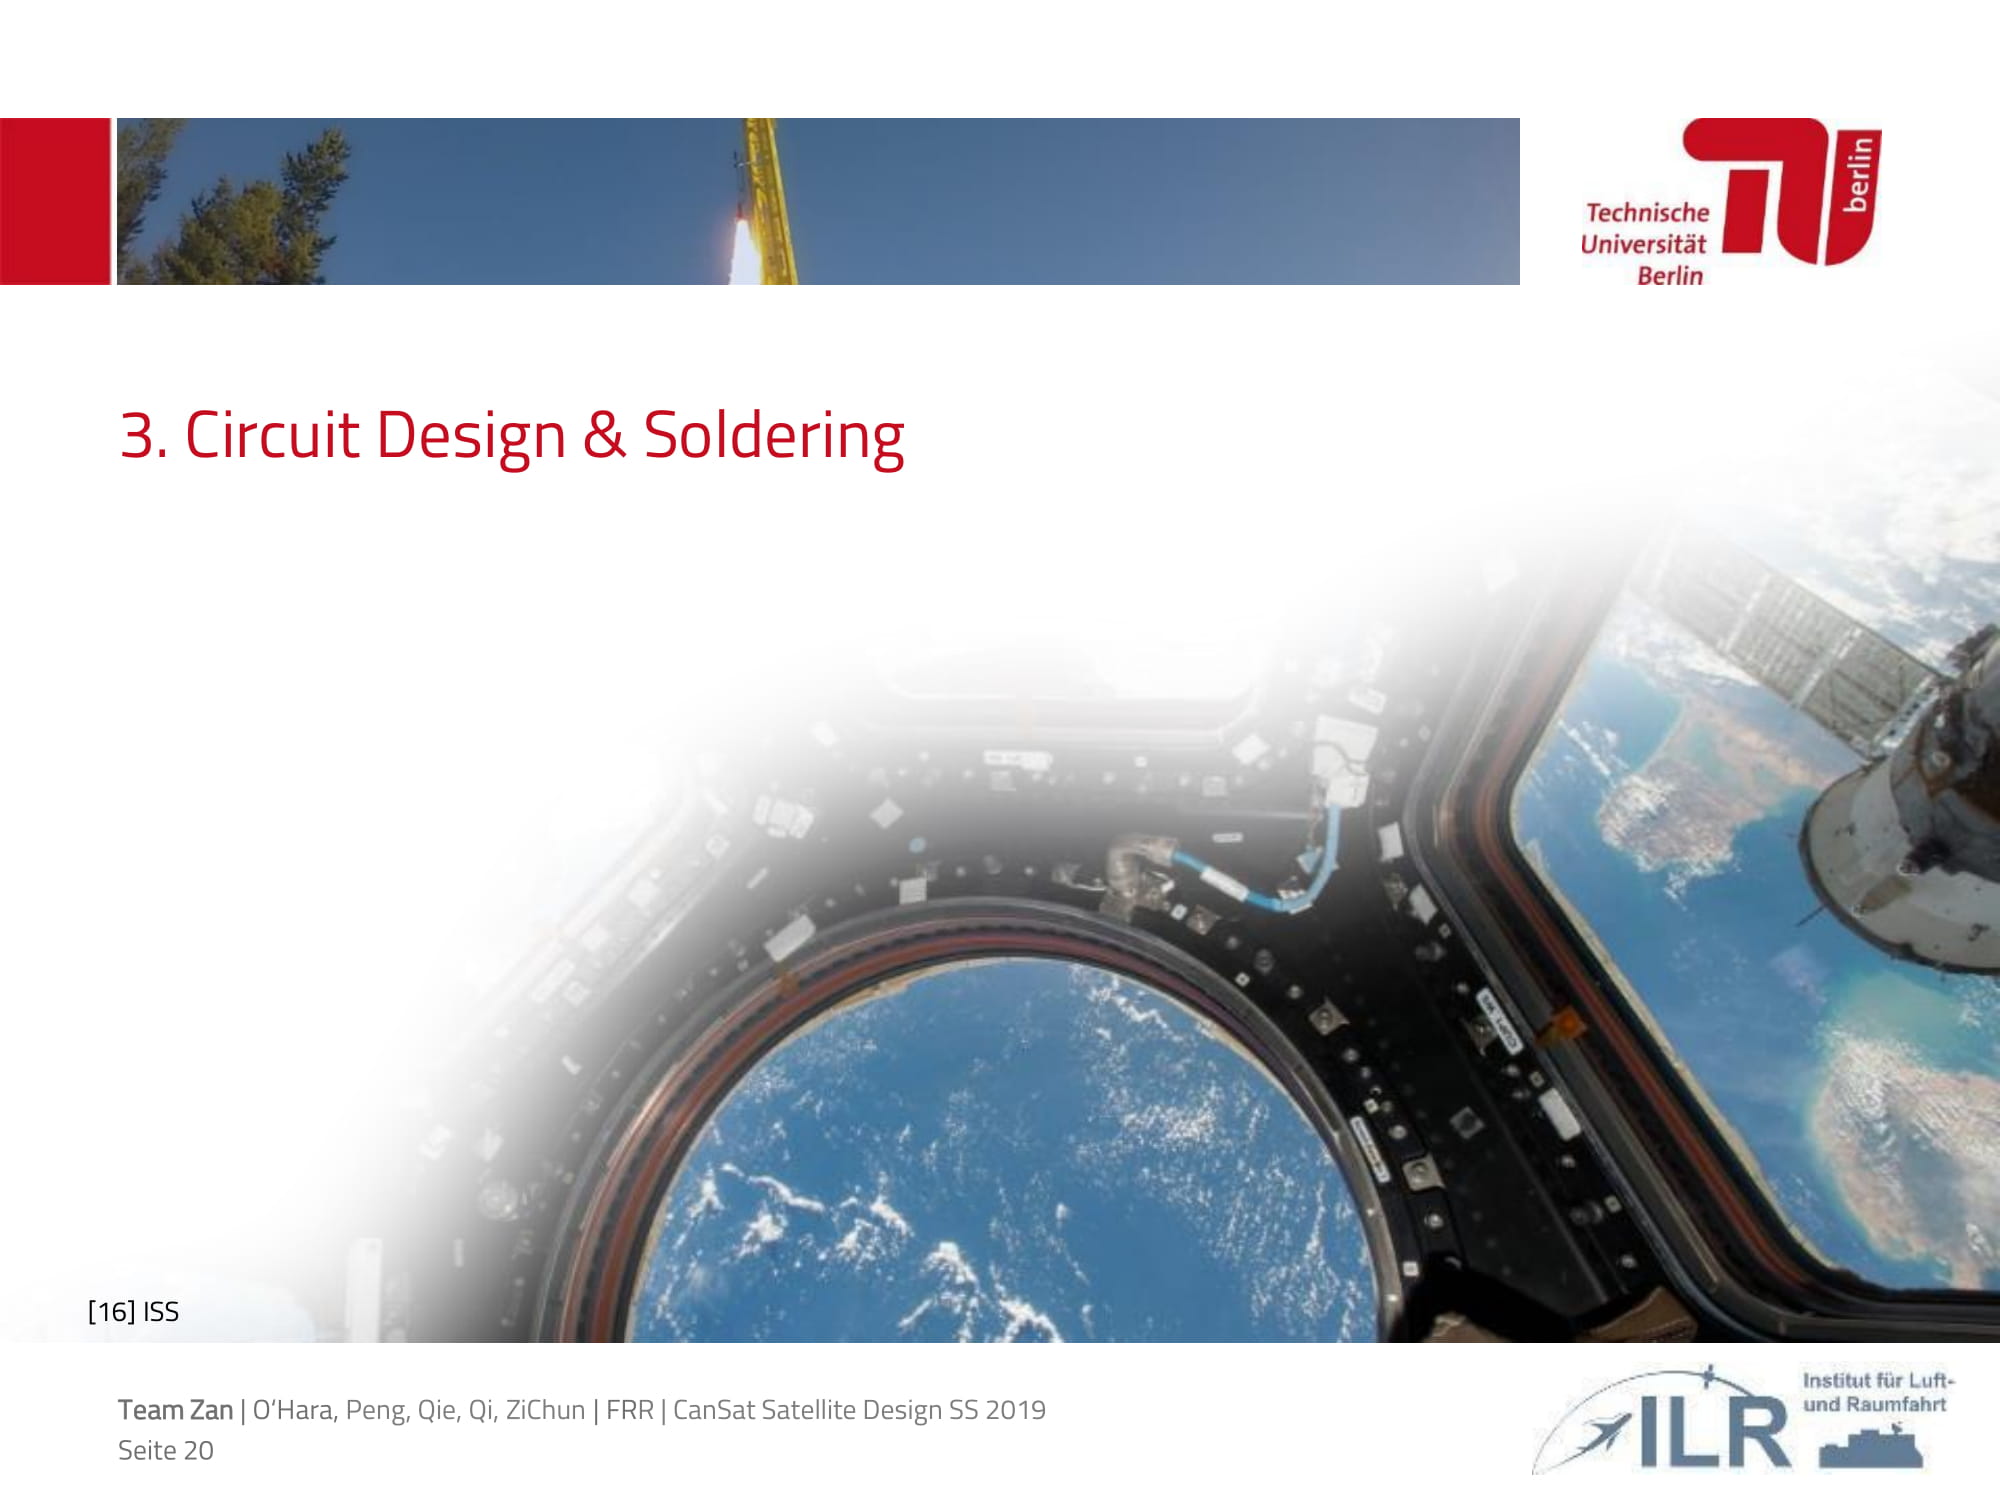 Technische
Universität
Berlin
berlin
3. Circuit Design & Soldering
[16] ISS
Team Zan | O‘Hara, Peng, Qie, Qi, ZiChun | FRR | CanSat Satellite Design SS 2019
Seite 20
ILR
Institut für Luft-
und Raumfahrt